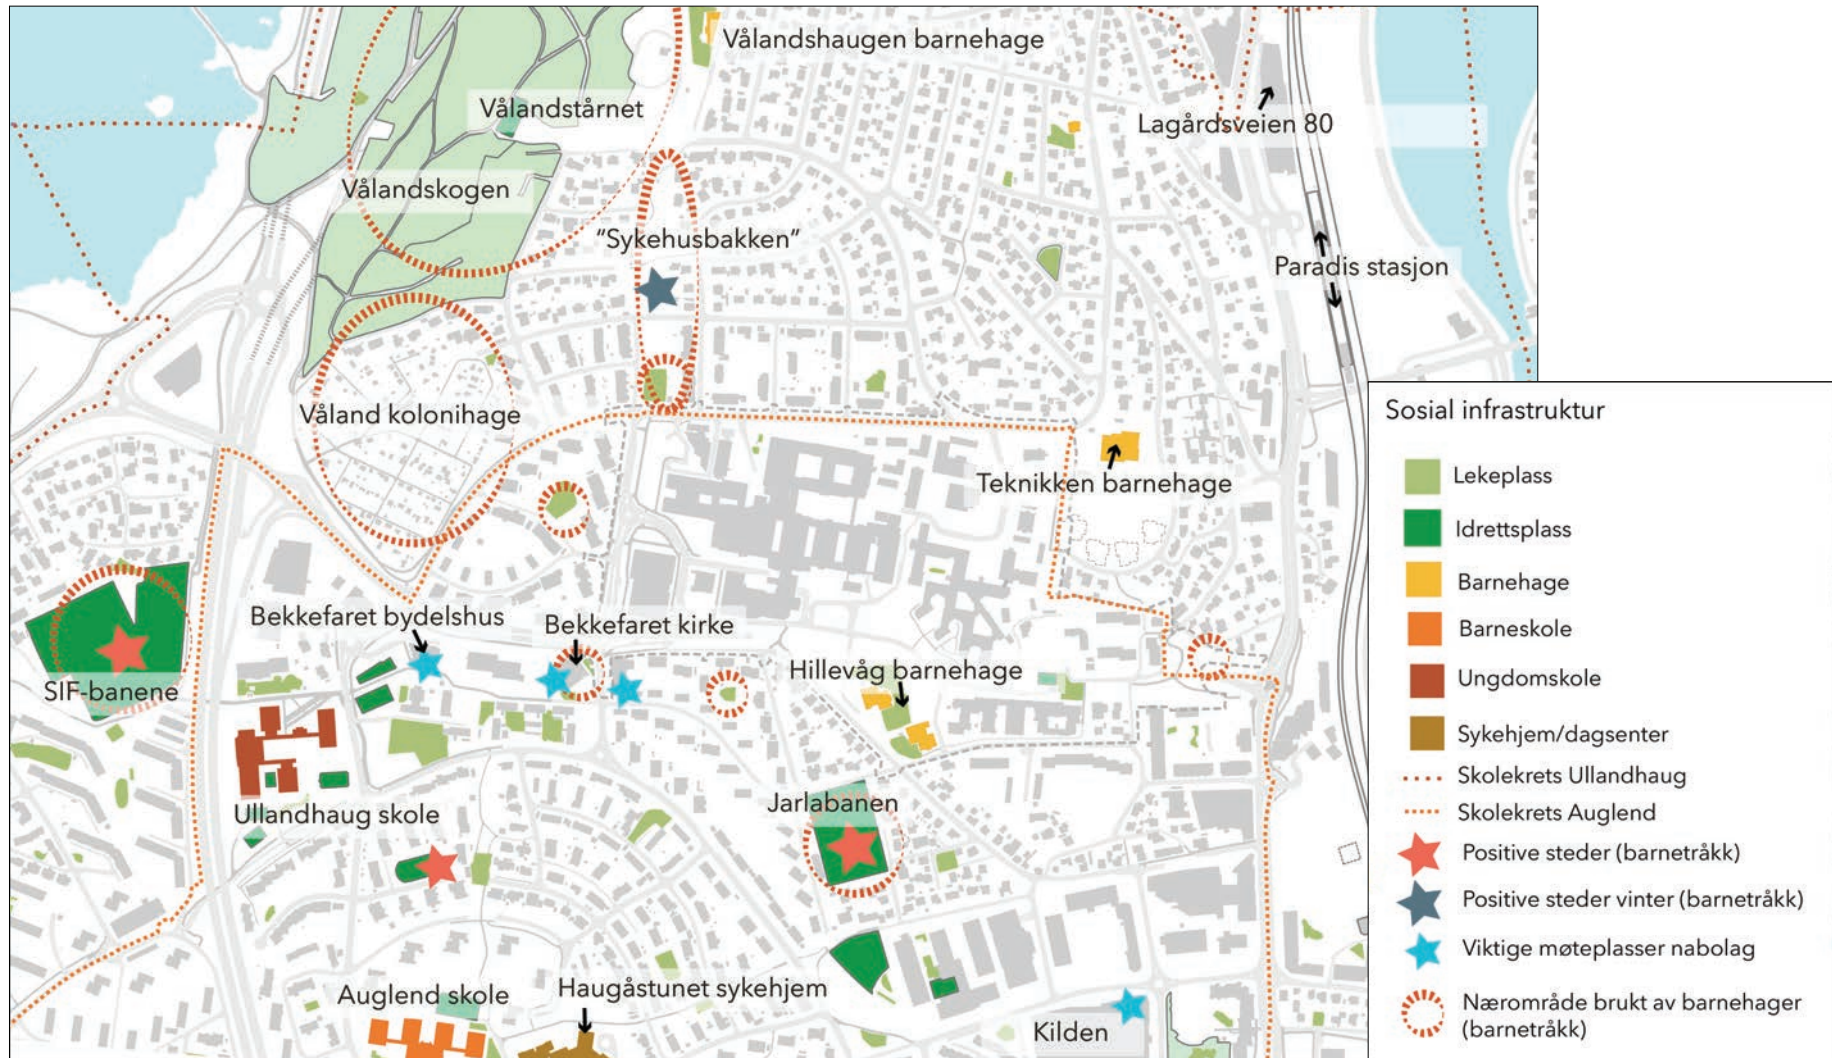 Vålandshaugen barnehage
Vålandstårnet
Lagårdsveien 80
Vålandskogen
"Sykehusbakken"
Paradis stasjon
Våland kolonihage
Teknikken barnehage
Bekkefaret bydelshus
Bekkefaret kirke
Hillevåg barnehage
SIF-banene
Jarlabanen
Ullandhaug skole
Auglend skole
Haugåstunet sykehjem
Kilden
Sosial infrastruktur
Lekeplass
Idrettsplass
Barnehage
Barneskole
Ungdomskole
Sykehjem/dagsenter
Skolekrets Ullandhaug
Skolekrets Auglend
Positive steder (barnetråkk)
Positive steder vinter (barnetråkk)
Viktige møteplasser nabolag
Nærområde brukt av barnehager
(barnetråkk)